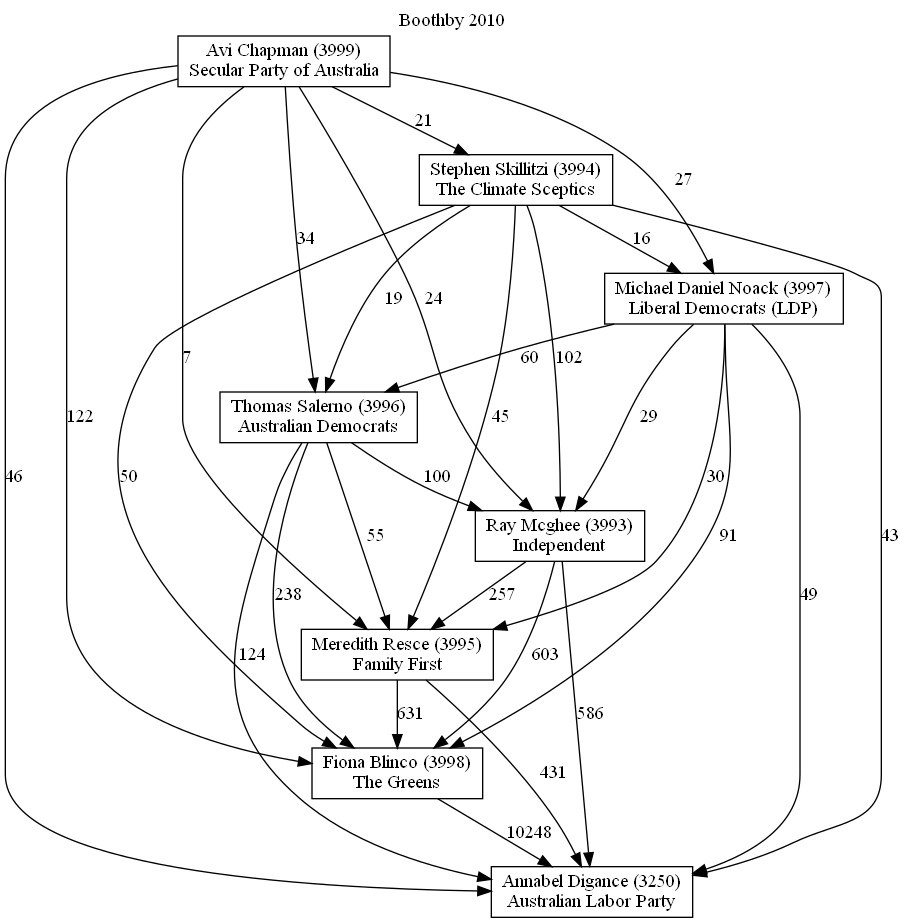 Boothby 2010
Avi Chapman (3999)
Secular Party of Australia
21
Stephen Skillitzi (3994)
The Climate Sceptics
27
34
16
Michael Daniel Noack (3997)
Liberal Democrats (LDP)
19
24
7
60
102
Thomas Salerno (3996)
Australian Democrats
122
45
29
46
50
100
30
Ray Mcghee (3993)
Independent
55
91
43
238
257
49
Meredith Resce (3995)
Family First
124
603
631
586
Fiona Blinco (3998)
The Greens
431
10248
Annabel Digance (3250)
Australian Labor Party